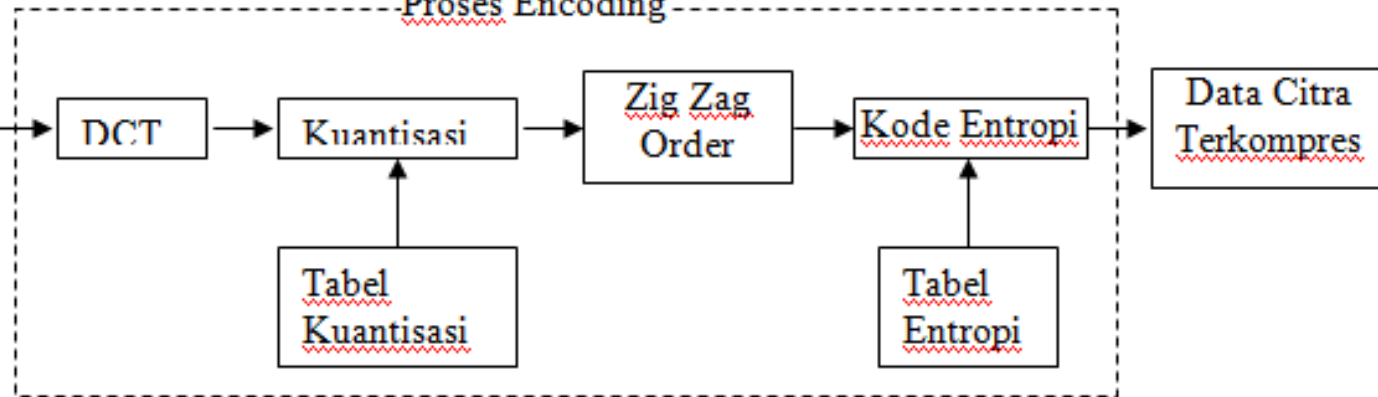 Proses Encoding
DCT
Kuantisasi
Zig Zag
Order
Kode Entropi
Data Citra
Terkompres
Tabel
Kuantisasi
Tabel
Entropi